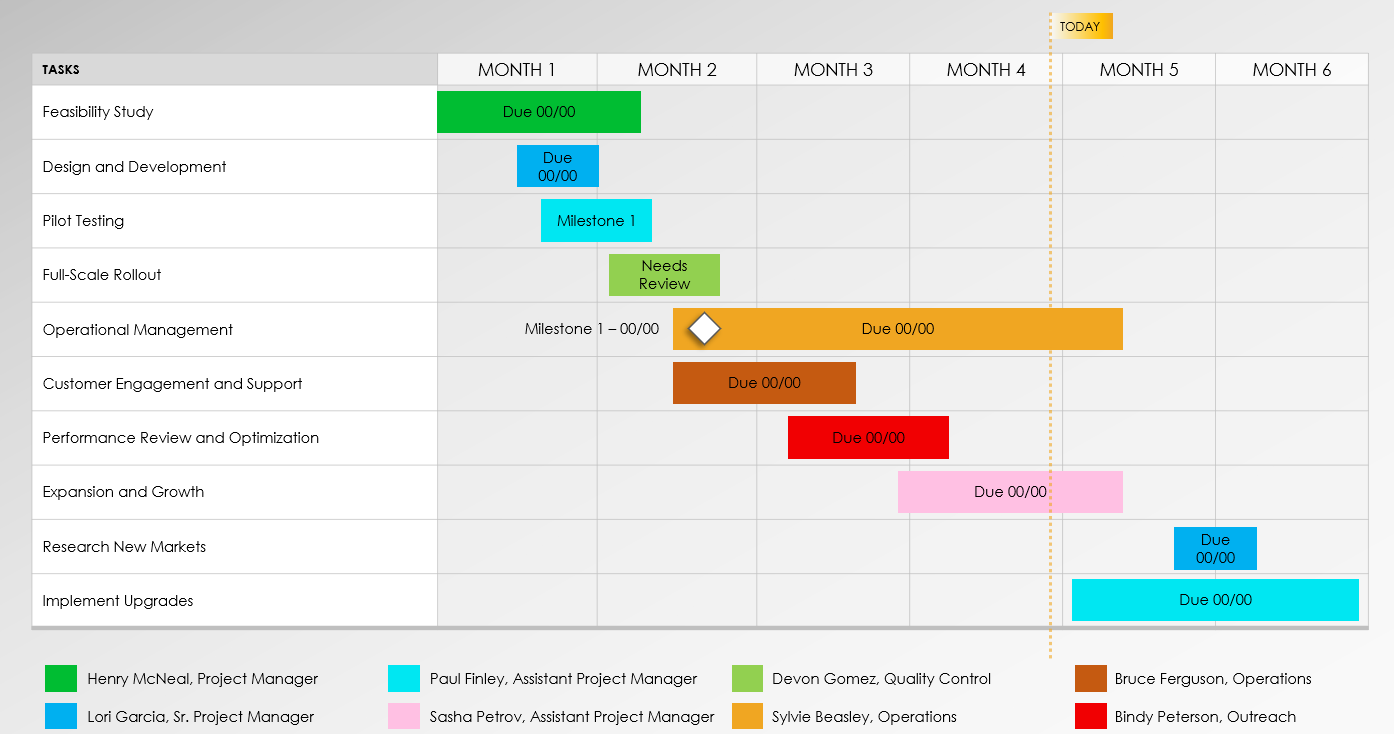 TODAY
TASKS
MONTH 1
MONTH 2
MONTH 3
MONTH 4
MONTH 5
MONTH 6
Feasibility Study
Due 00/00
Design and Development
Due
00/00
Pilot Testing
Milestone 1
Full-Scale Rollout
Needs
Review
Operational Management
Milestone 1 – 00/00
Due 00/00
Customer Engagement and Support
Due 00/00
Performance Review and Optimization
Due 00/00
Expansion and Growth
Due 00/00
Research New Markets
Due
00/00
Implement Upgrades
Due 00/00
Henry McNeal, Project Manager
Paul Finley, Assistant Project Manager
Devon Gomez, Quality Control
Bruce Ferguson, Operations
Lori Garcia, Sr. Project Manager
Sasha Petrov, Assistant Project Manager
Sylvie Beasley, Operations
Bindy Peterson, Outreach